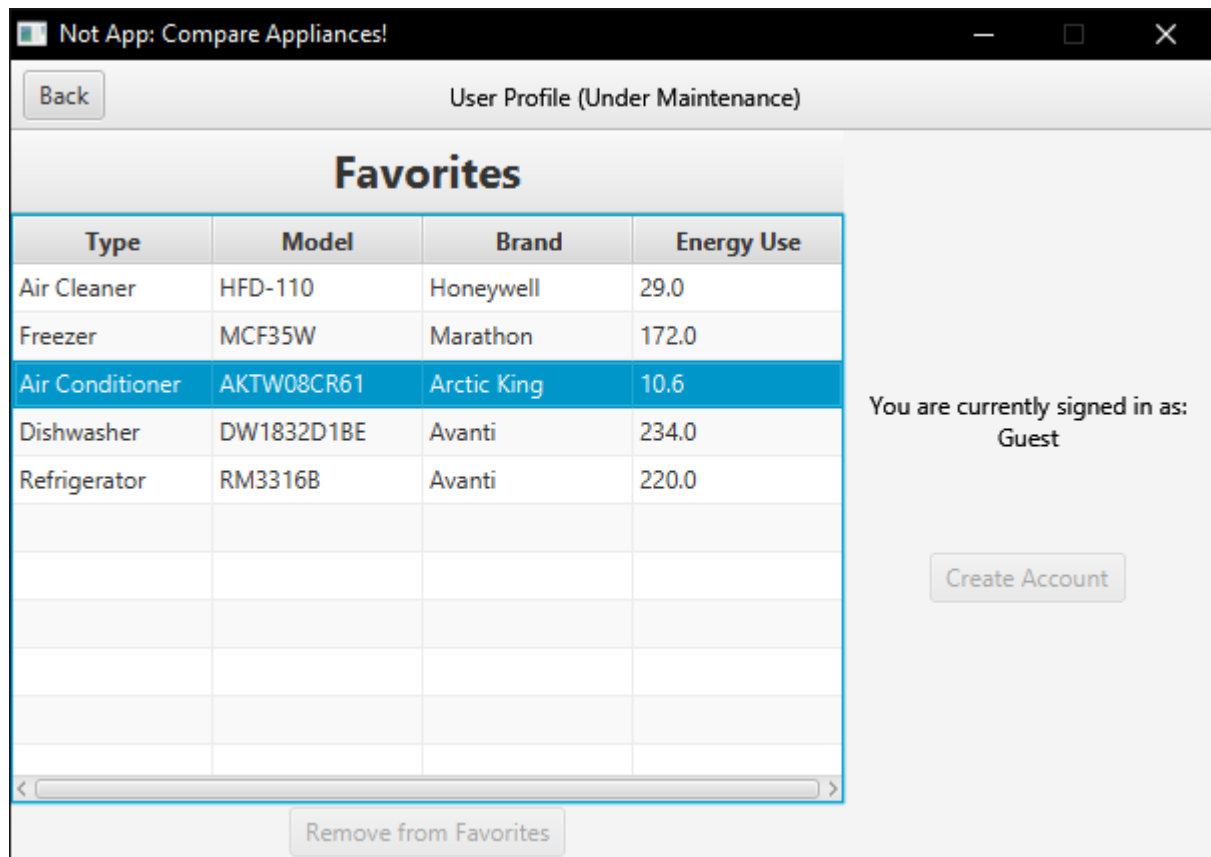 Not App: Compare Appliances!
Back
User Profile (Under Maintenance)
Favorites
Type Model Brand Energy Use
Air Cleaner HFD-110 Honeywell 29.0
Freezer MCF35W Marathon 172.0
Air Conditioner AKTW08CR61 Arctic King 10.6
Dishwasher DW1832D1BE Avanti 234.0
Refrigerator RM3316B Avanti 220.0
You are currently signed in as:
Guest
Create Account
Remove from Favorites